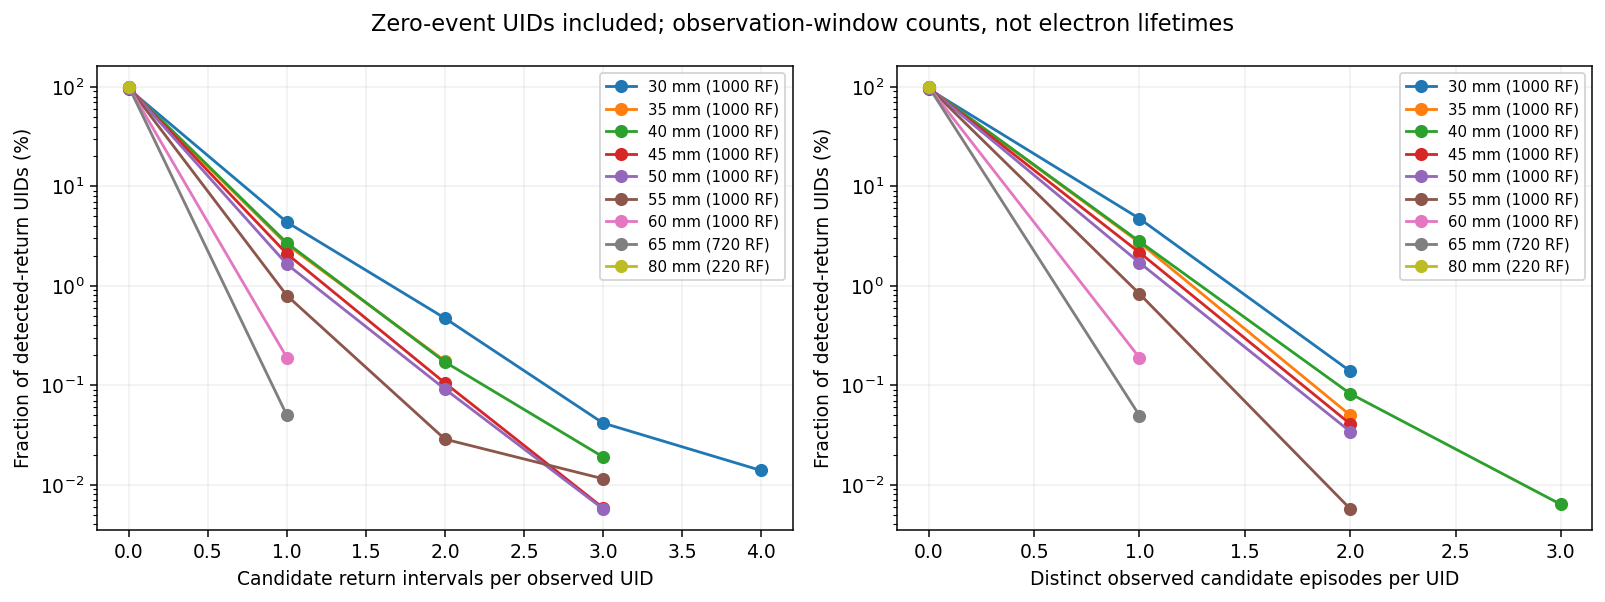 Zero-event UIDs included; observation-window counts, not electron lifetimes
Fraction of detected-return UIDs (%)
10²
10¹
10⁰
10⁻¹
10⁻²
30 mm (1000 RF)
35 mm (1000 RF)
40 mm (1000 RF)
45 mm (1000 RF)
50 mm (1000 RF)
55 mm (1000 RF)
60 mm (1000 RF)
65 mm (720 RF)
80 mm (220 RF)
0.0 0.5 1.0 1.5 2.0 2.5 3.0 3.5 4.0
Candidate return intervals per observed UID
Fraction of detected-return UIDs (%)
10²
10¹
10⁰
10⁻¹
10⁻²
30 mm (1000 RF)
35 mm (1000 RF)
40 mm (1000 RF)
45 mm (1000 RF)
50 mm (1000 RF)
55 mm (1000 RF)
60 mm (1000 RF)
65 mm (720 RF)
80 mm (220 RF)
0.0 0.5 1.0 1.5 2.0 2.5 3.0
Distinct observed candidate episodes per UID